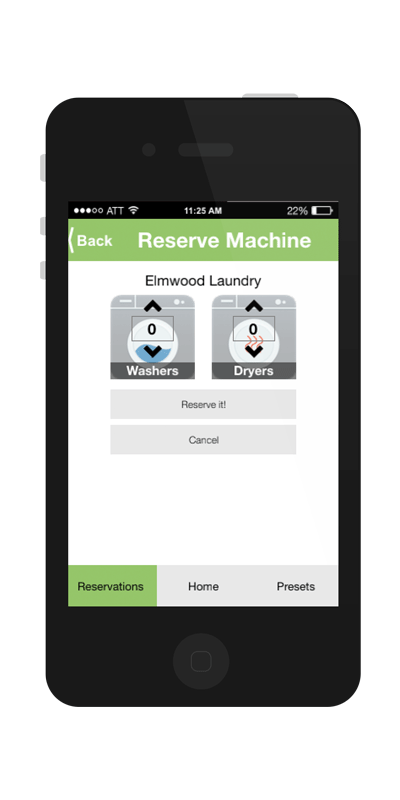 ATT 11:25 AM 22%
Back Reserve Machine
Elmwood Laundry
0 0
Washers Dryers
Reserve it!
Cancel
Reservations Home Presets